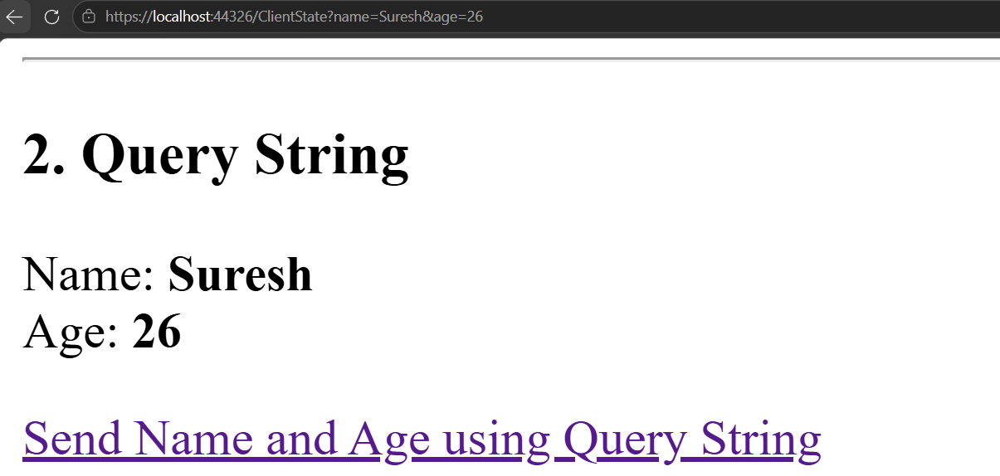 https://localhost:44326/ClientState?name=Suresh&age=26
2. Query String
Name: Suresh
Age: 26
Send Name and Age using Query String